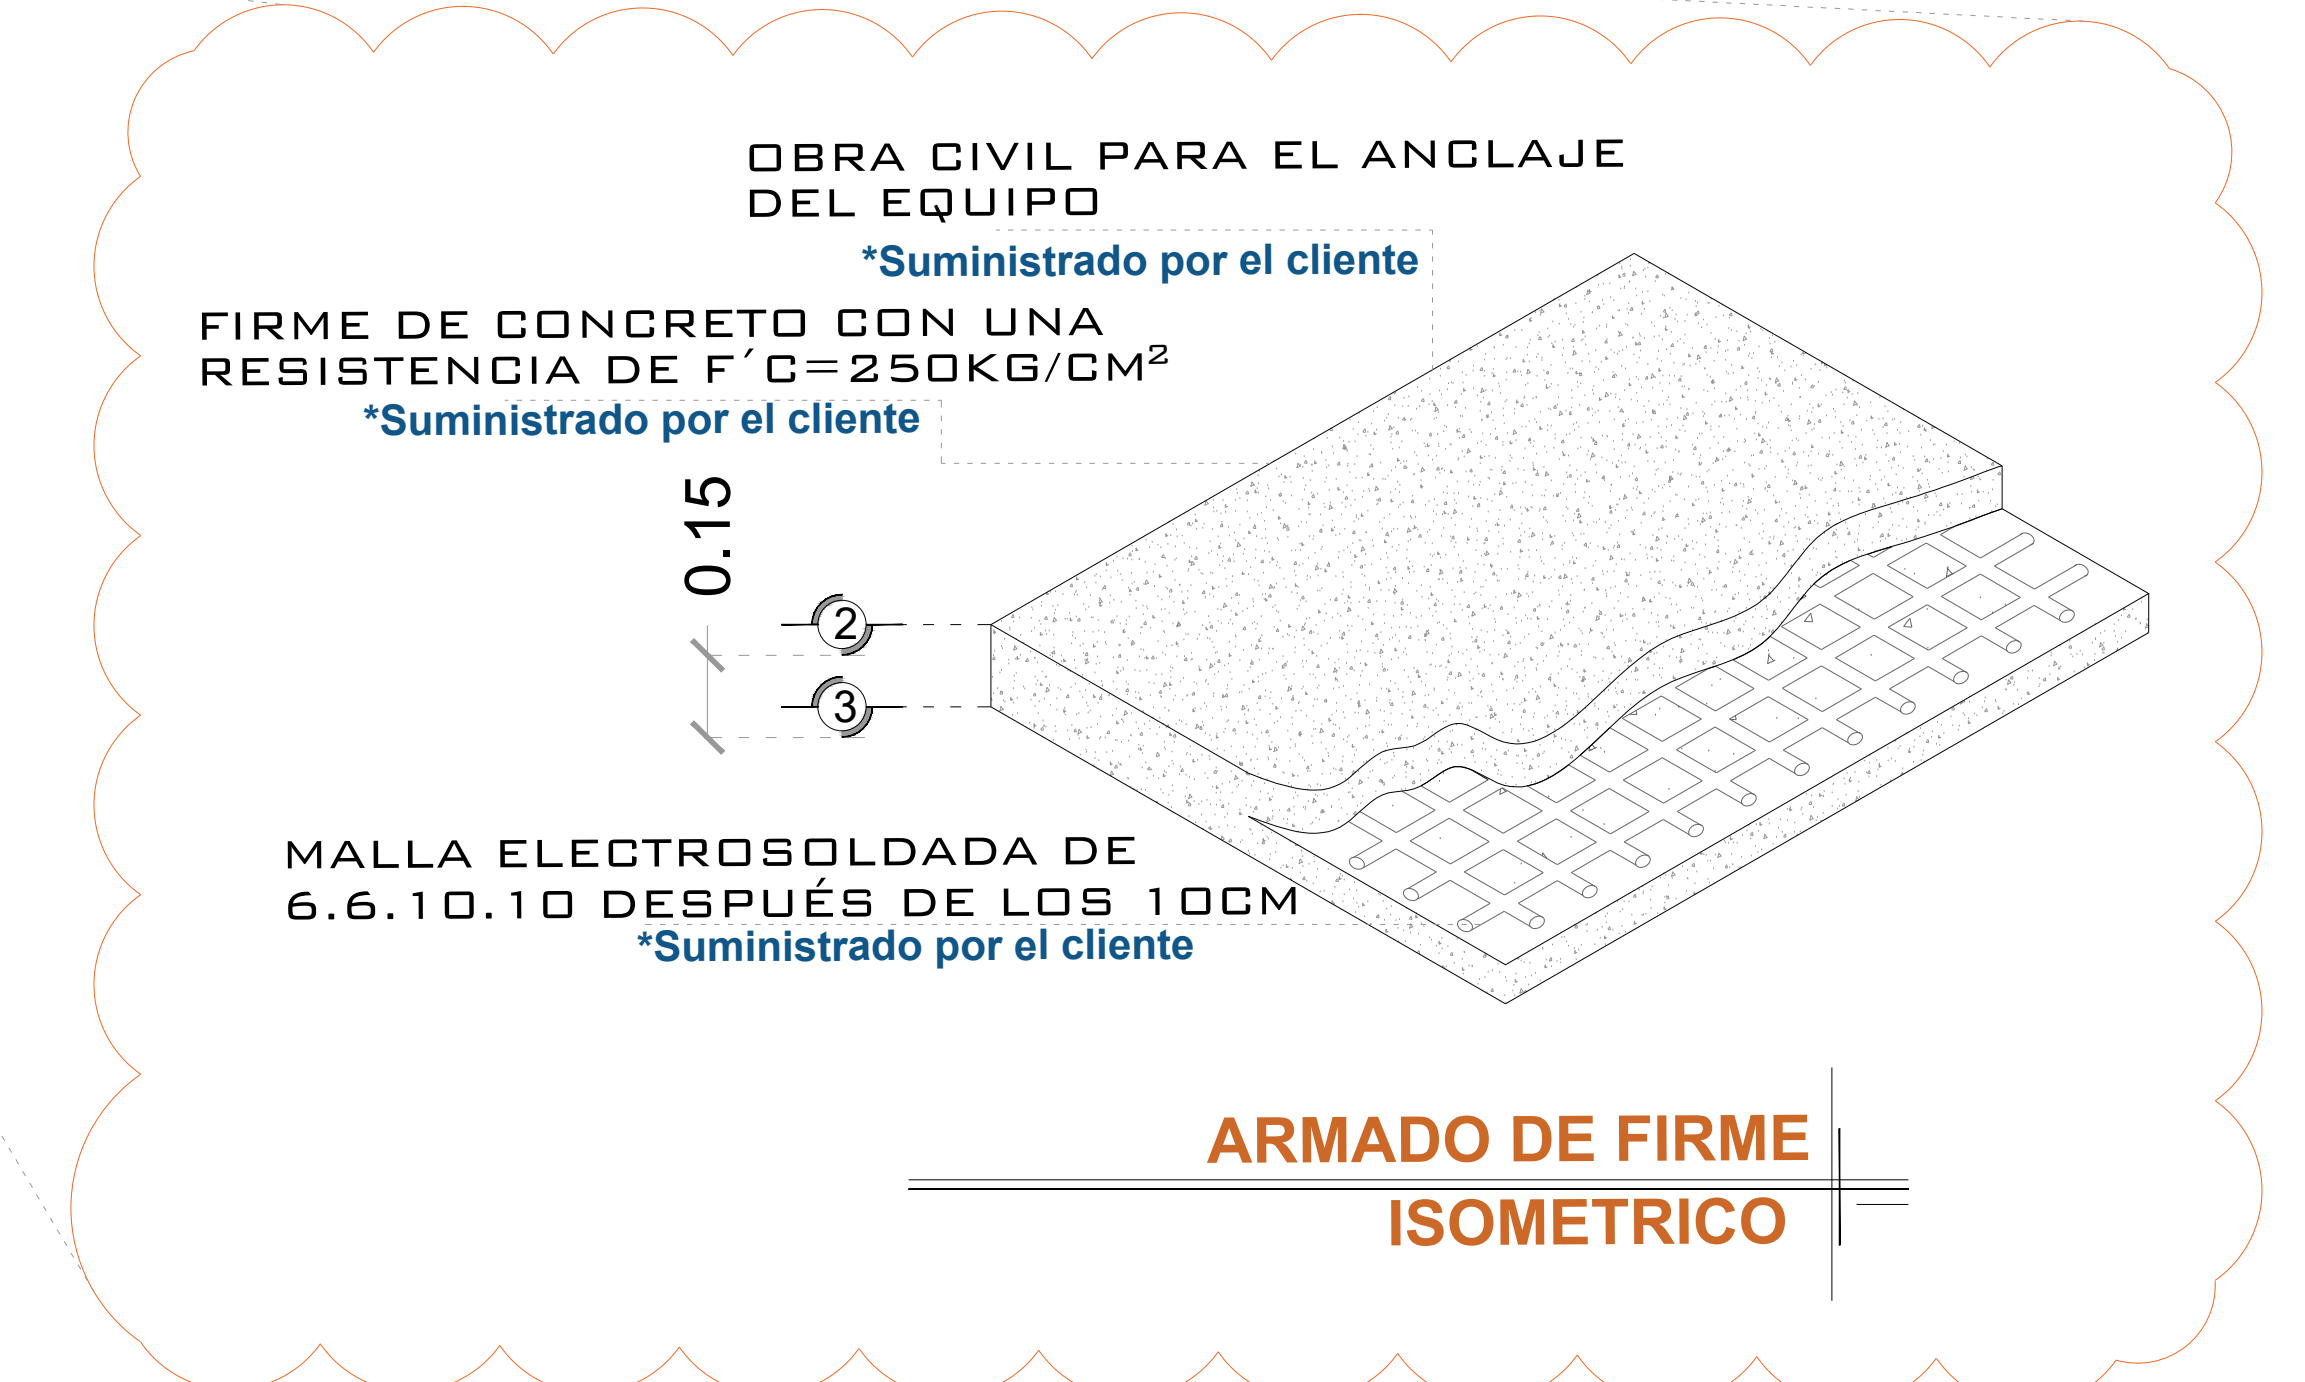 OBRA CIVIL PARA EL ANCLAJE
DEL EQUIPO
*Suministrado por el cliente
FIRME DE CONCRETO CON UNA
RESISTENCIA DE F´C=250KG/CM²
*Suministrado por el cliente
0.15
2
3
MALLA ELECTROSOLDADA DE
6.6.10.10 DESPUÉS DE LOS 10CM
*Suministrado por el cliente
ARMADO DE FIRME
ISOMETRICO